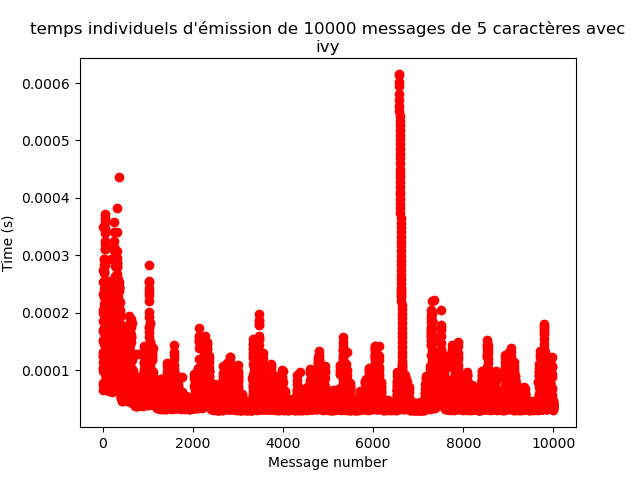 temps individuels d'émission de 10000 messages de 5 caractères avec
ivy
0.0006
0.0005
0.0004
0.0003
0.0002
0.0001
Time (s)
0 2000 4000 6000 8000 10000
Message number